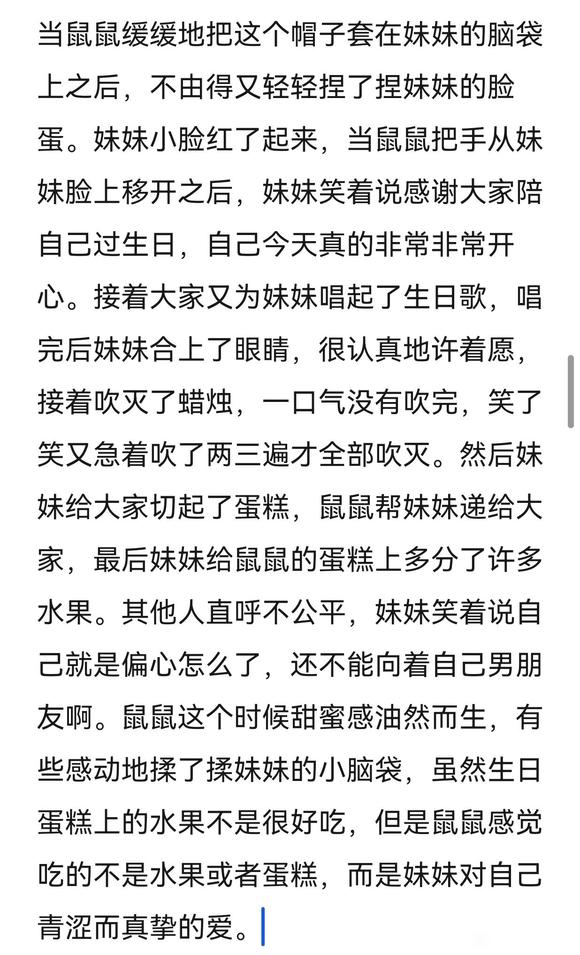 当鼠鼠缓缓地把这个帽子套在妹妹的脑袋
上之后，不由得又轻轻捏了捏妹妹的脸
蛋。妹妹小脸红了起来，当鼠鼠把手从妹
妹脸上移开之后，妹妹笑着说感谢大家陪
自己过生日，自己今天真的非常非常开
心。接着大家又为妹妹唱起了生日歌，唱
完后妹妹合上了眼睛，很认真地许着愿，
接着吹灭了蜡烛，一口气没有吹完，笑了
笑又急着吹了两三遍才全部吹灭。然后妹
妹给大家切起了蛋糕，鼠鼠帮妹妹递给大
家，最后妹妹给鼠鼠的蛋糕上多分了许多
水果。其他人直呼不公平，妹妹笑着说自
己就是偏心怎么了，还不能向着自己男朋
友啊。鼠鼠这个时候甜蜜感油然而生，有
些感动地揉了揉妹妹的小脑袋，虽然生日
蛋糕上的水果不是很好吃，但是鼠鼠感觉
吃的不是水果或者蛋糕，而是妹妹对自己
青涩而真挚的爱。